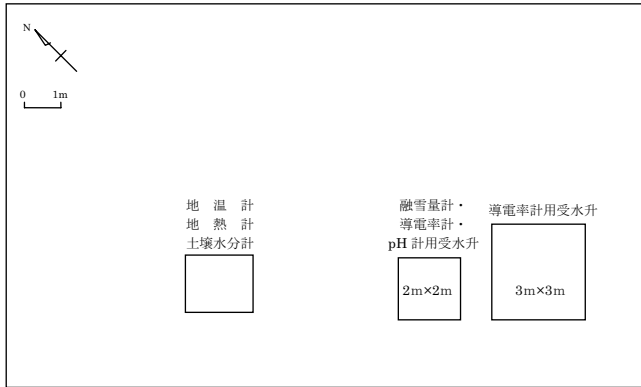 N
0 1m
地 温 計
地 熱 計
土壌水分計
融雪量計・
導電率計・
pH 計用受水升
導電率計用受水升
2m×2m
3m×3m